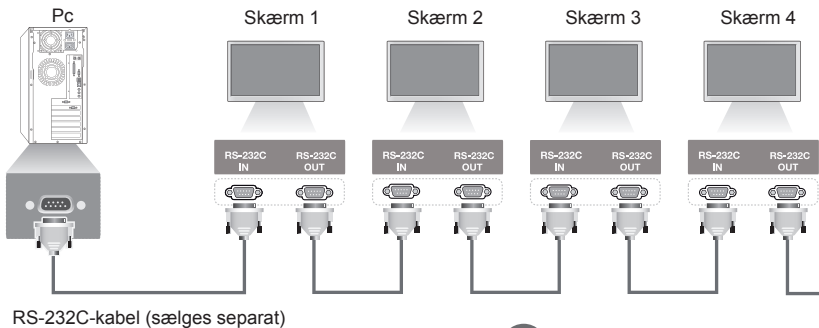 Pc
Skærm 1
Skærm 2
Skærm 3
Skærm 4
RS-232C IN
RS-232C OUT
RS-232C IN
RS-232C OUT
RS-232C IN
RS-232C OUT
RS-232C IN
RS-232C OUT
RS-232C-kabel (sælges separat)